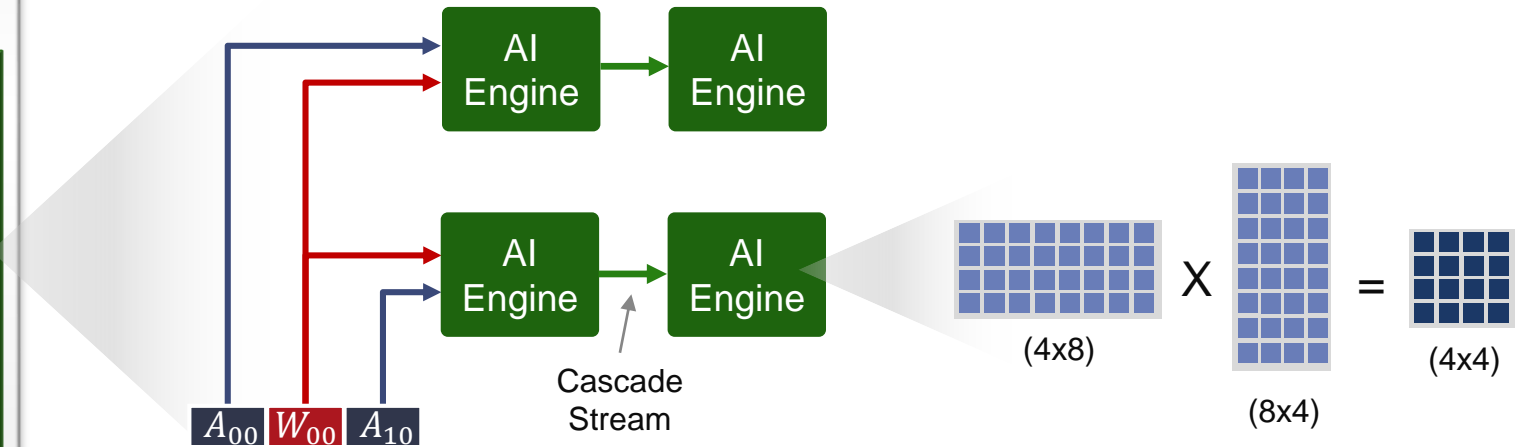 AI
Engine
AI
Engine
AI
Engine
AI
Engine
Cascade
Stream
A₀₀ W₀₀ A₁₀
X
=
(4x8)
(8x4)
(4x4)